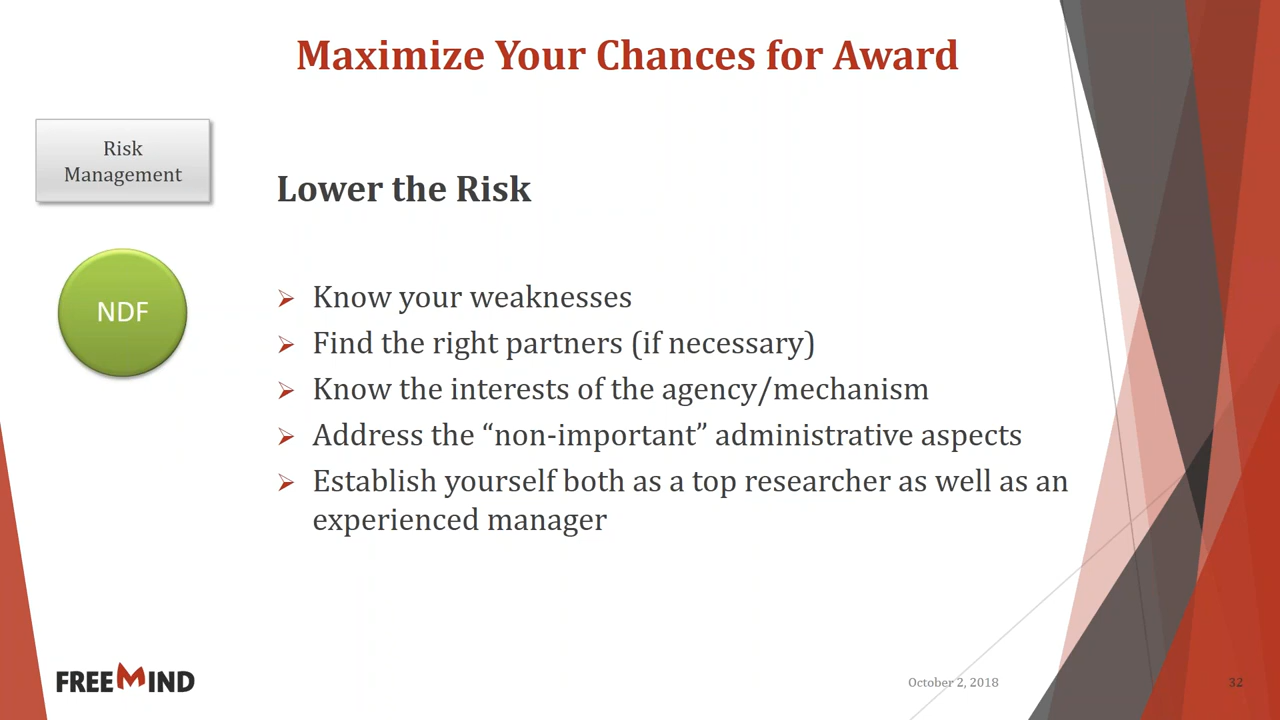 Maximize Your Chances for Award
Risk
Management
Lower the Risk
NDF
Know your weaknesses
Find the right partners (if necessary)
Know the interests of the agency/mechanism
Address the “non-important” administrative aspects
Establish yourself both as a top researcher as well as an
experienced manager
FREEMIND
October 2, 2018
32